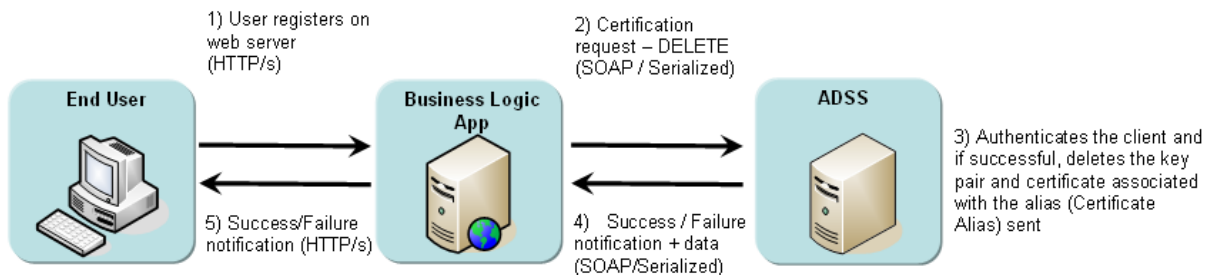 1) User registers on
web server
(HTTP/s)
2) Certification
request – DELETE
(SOAP / Serialized)
End User
Business Logic
App
ADSS
3) Authenticates the client and
if successful, deletes the key
pair and certificate associated
with the alias (Certificate
Alias) sent
4) Success / Failure
notification + data
(SOAP/Serialized)
5) Success/Failure
notification (HTTP/s)